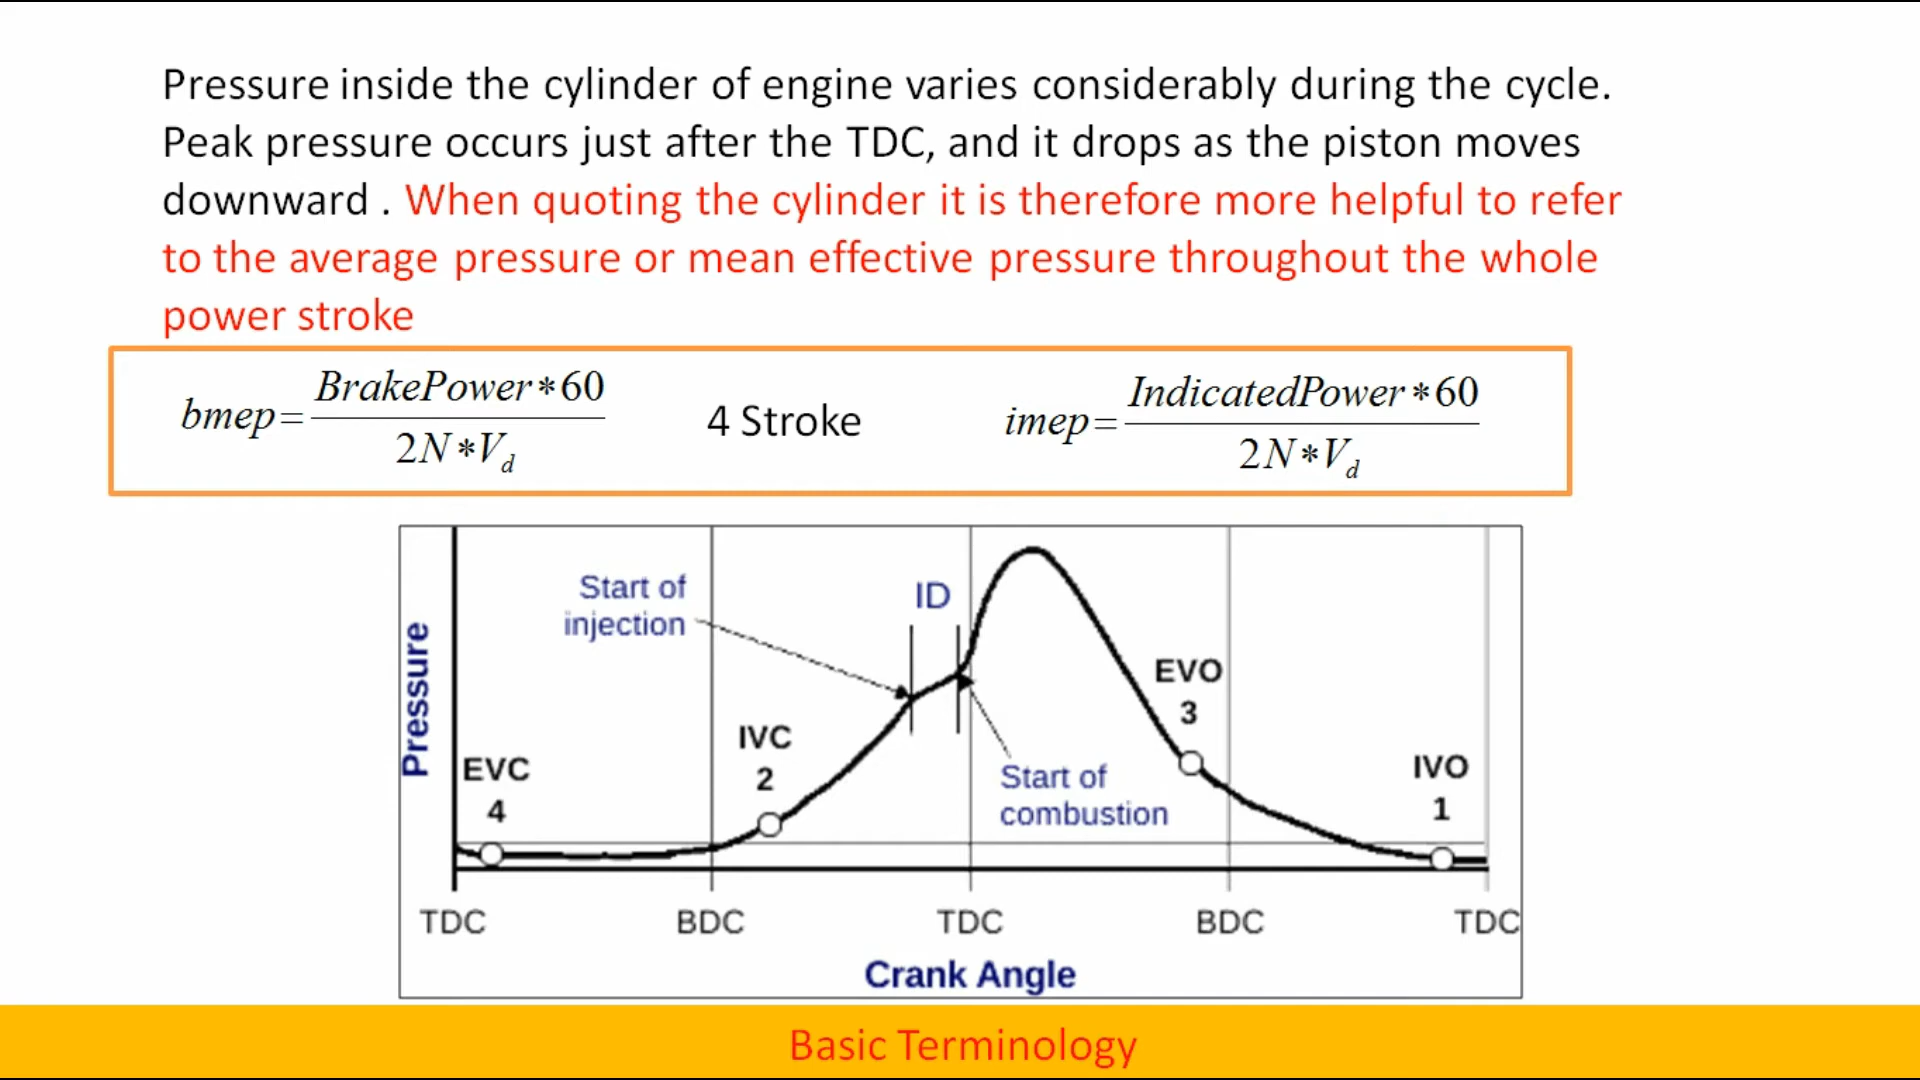 Pressure inside the cylinder of engine varies considerably during the cycle.
Peak pressure occurs just after the TDC, and it drops as the piston moves
downward . When quoting the cylinder it is therefore more helpful to refer
to the average pressure or mean effective pressure throughout the whole
power stroke
bmep = BrakePower * 60 / 2N * V_d
4 Stroke
imep = IndicatedPower * 60 / 2N * V_d
Pressure
Start of
injection
ID
EVC
4
IVC
2
Start of
combustion
EVO
3
IVO
1
TDC BDC TDC BDC TDC
Crank Angle
Basic Terminology